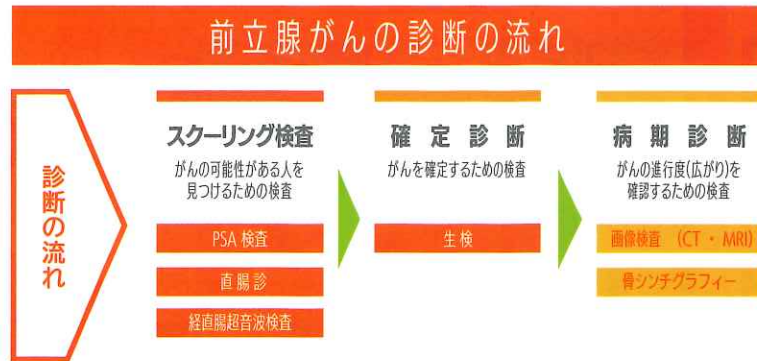 前立腺がんの診断の流れ
診断の流れ
スクーリング検査
がんの可能性がある人を
見つけるための検査
PSA 検査
直腸診
経直腸超音波検査
確定診断
がんを確定するための検査
生検
病期診断
がんの進行度(広がり)を
確認するための検査
画像検査 (CT・MRI)
骨シンチグラフィー